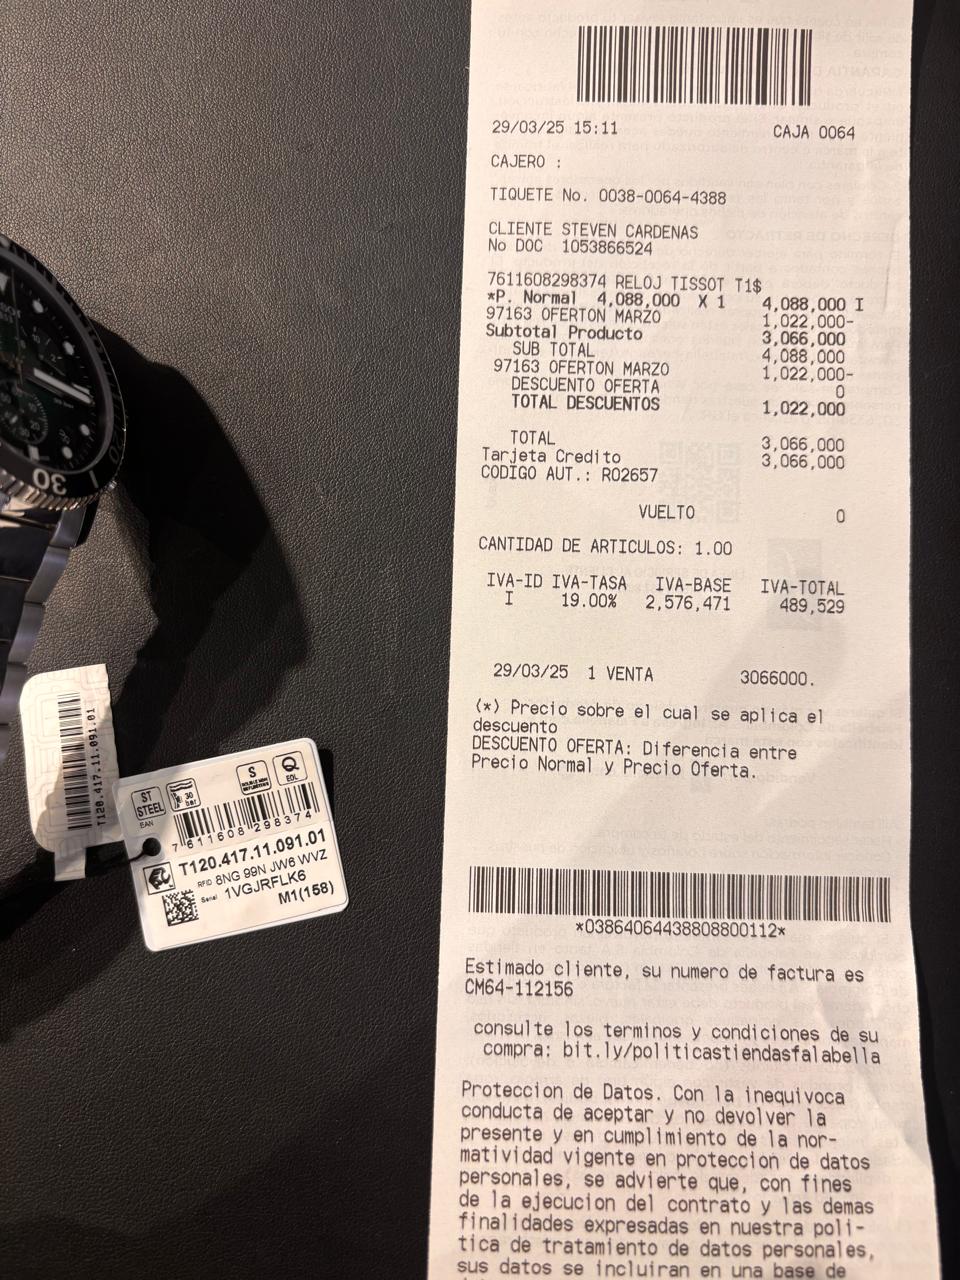 29/03/25 15:11 CAJA 0064
CAJERO :
TIQUETE No. 0038-0064-4388
CLIENTE STEVEN CARDENAS
No DOC 1053866524
7611608298374 RELOJ TISSOT T1$
*P. Normal 4,088,000 X 1 4,088,000 I
97163 OFERTON MARZO 1,022,000-
Subtotal Producto 3,066,000
SUB TOTAL 4,088,000
97163 OFERTON MARZO 1,022,000-
DESCUENTO OFERTA 0
TOTAL DESCUENTOS 1,022,000
TOTAL 3,066,000
Tarjeta Credito 3,066,000
CODIGO AUT.: R02657
VUELTO 0
CANTIDAD DE ARTICULOS: 1.00
IVA-ID IVA-TASA IVA-BASE IVA-TOTAL
I 19.00% 2,576,471 489,529
29/03/25 1 VENTA 3066000.
(*) Precio sobre el cual se aplica el
descuento
DESCUENTO OFERTA: Diferencia entre
Precio Normal y Precio Oferta.
*03864064438808800112*
Estimado cliente, su numero de factura es
CM64-112156
consulte los terminos y condiciones de su
compra: bit.ly/politicastiendasfalabella
Proteccion de Datos. Con la inequivoca
conducta de aceptar y no devolver la
presente y en cumplimiento de la nor-
matividad vigente en proteccion de datos
personales, se advierte que, con fines
de la ejecucion del contrato y las demas
finalidades expresadas en nuestra poli-
tica de tratamiento de datos personales,
sus datos se incluiran en una base de
30
T120.417.11.091.01
ST
STEEL
30
bar
S
Q
EOL
EAN
7 611608 298374
T120.417.11.091.01
RFID 8NG 99N JW6 WVZ
Serial 1VGJRFLK6
M1(158)